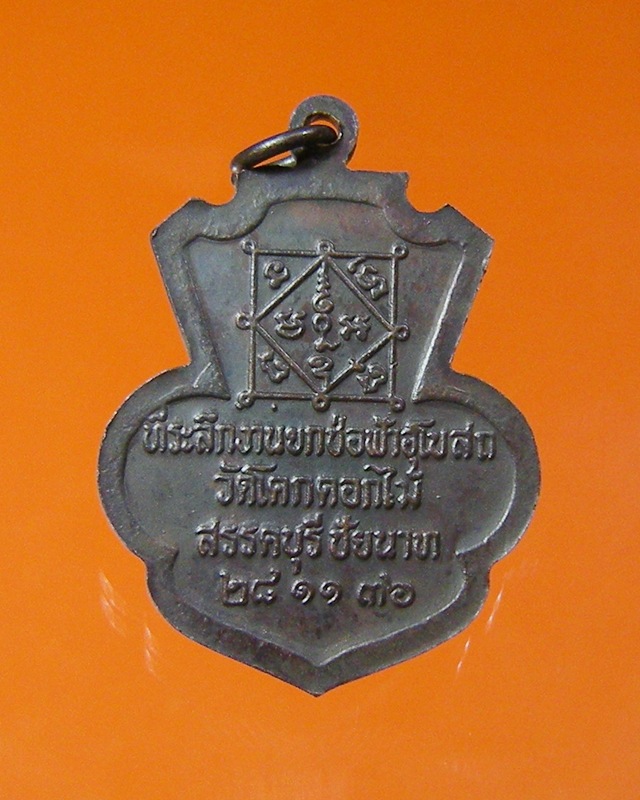 ที่ระลึกงานยกช่อฟ้าอุโบสถ
วัดโคกดอกไม้
สรรคบุรี ชัยนาท
๒๘ ๑๑ ๓๖